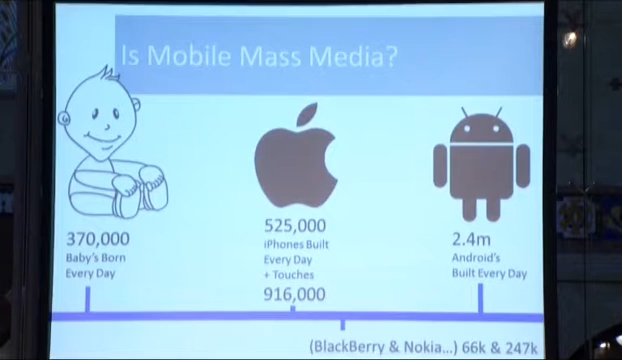 Is Mobile Mass Media?
370,000
Baby's Born
Every Day
525,000
iPhones Built
Every Day
+ Touches
916,000
2.4m
Android's
Built Every Day
(BlackBerry & Nokia...) 66k & 247k